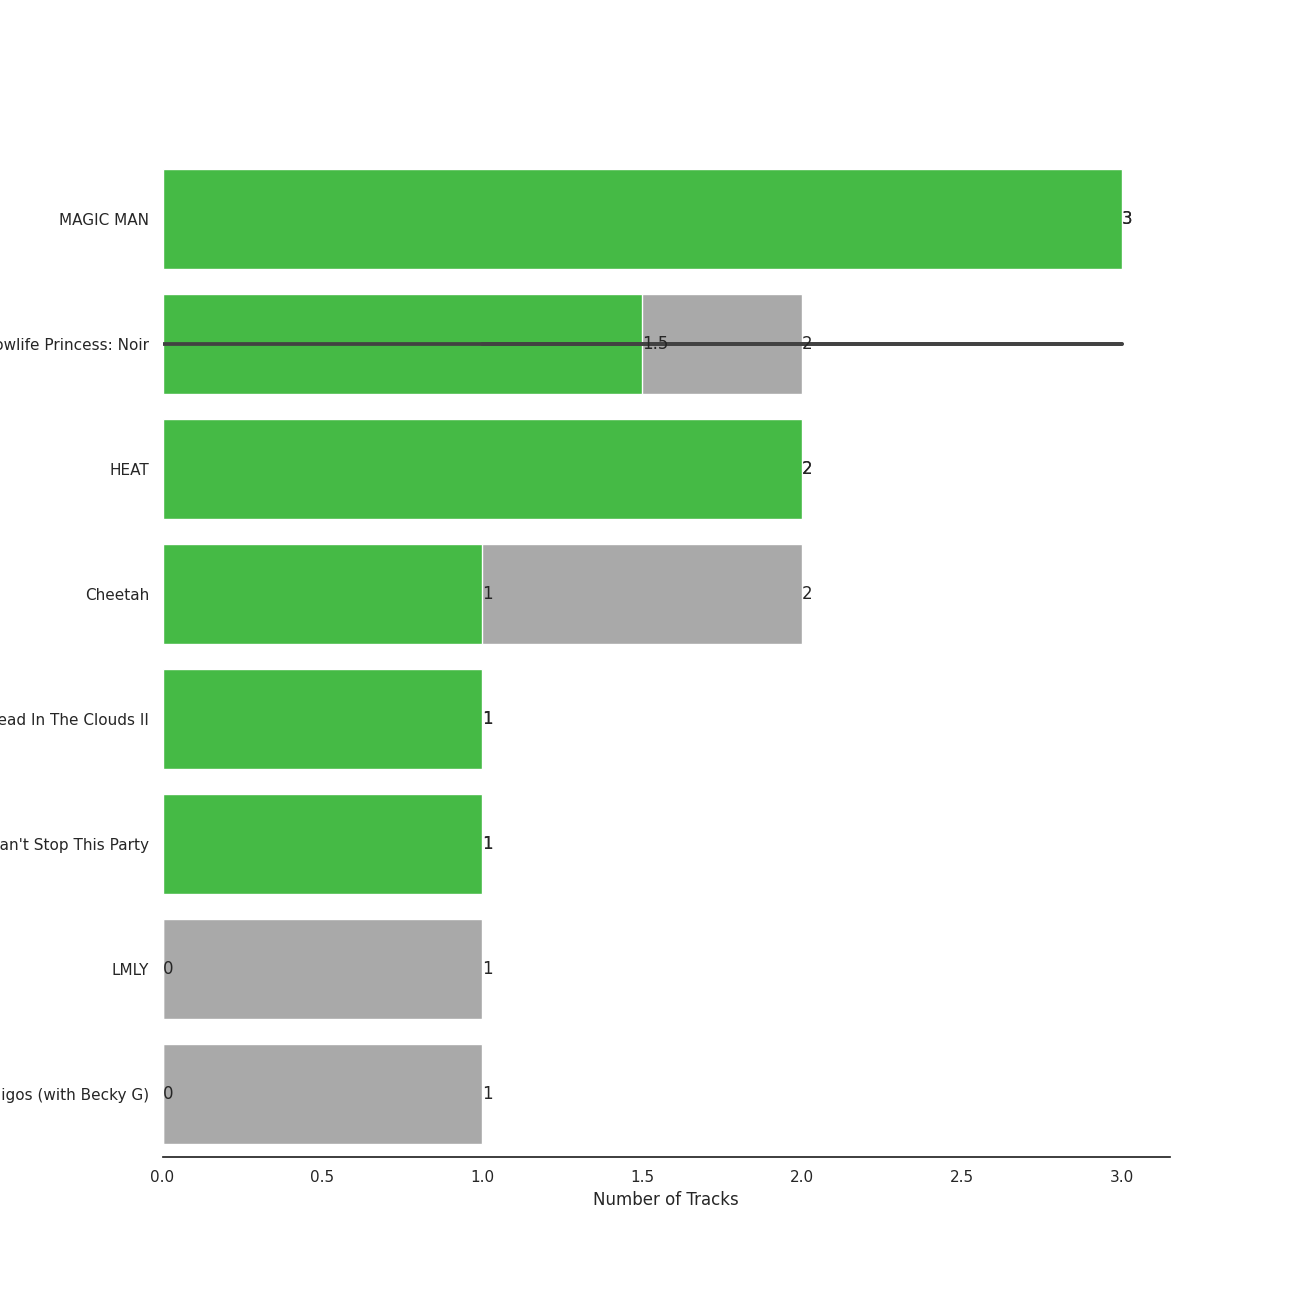 MAGIC MAN 3
owlife Princess: Noir 1.5 2
HEAT 2
Cheetah 1 2
ead In The Clouds II 1
an't Stop This Party 1
LMLY 0 1
igos (with Becky G) 0 1
0.0 0.5 1.0 1.5 2.0 2.5 3.0
Number of Tracks